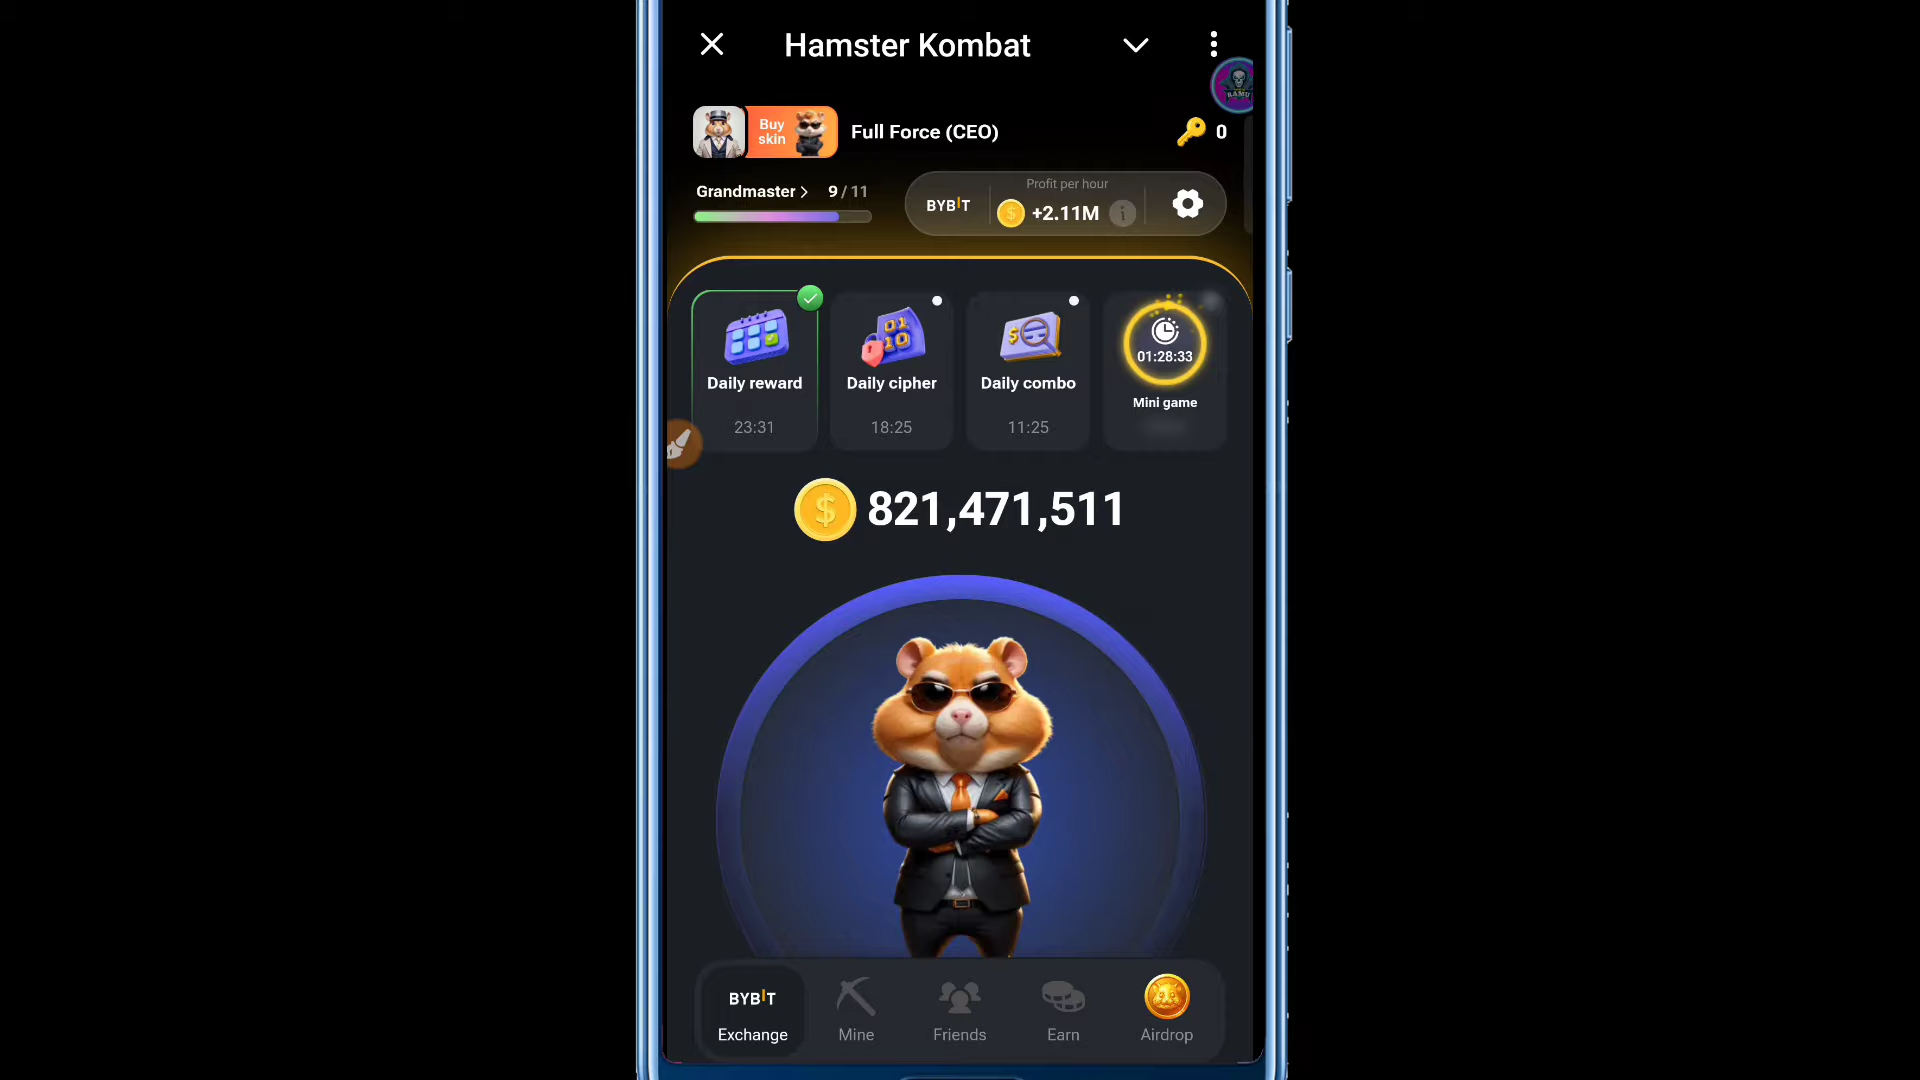 Hamster Kombat
Buy
skin
Full Force (CEO)
0
Grandmaster > 9 / 11
BYBIT
Profit per hour
$ +2.11M i
01
10
$
01:28:33
Daily reward
Daily cipher
Daily combo
Mini game
23:31
18:25
11:25
$ 821,471,511
BYBIT
Exchange
Mine
Friends
Earn
Airdrop